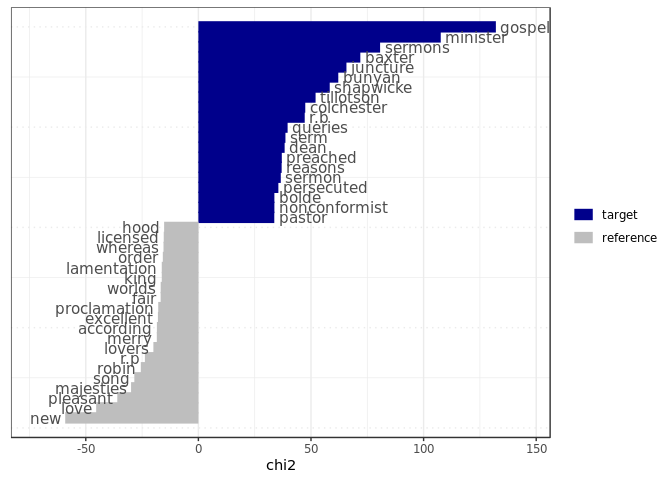 gospel
minister
sermons
baxter
juncture
bunyan
shapwicke
tillotson
colchester
r.b
queries
serm
dean
preached
reasons
sermon
persecuted
bolde
nonconformist
pastor
hood
licensed
whereas
order
lamentation
king
worlds
fair
proclamation
excellent
according
merry
lovers
r.p
robin
song
majesties
pleasant
love
new
target
reference
-50 0 50 100 150
chi2